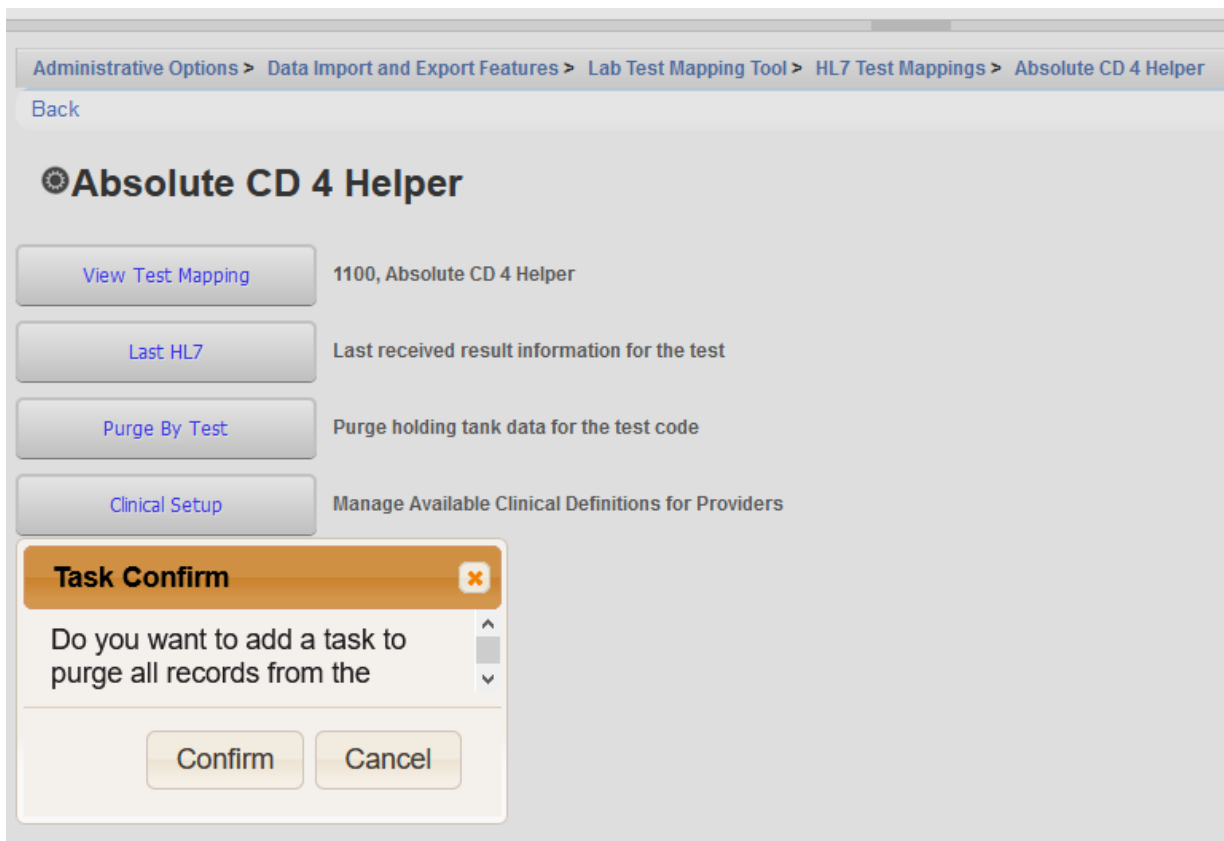 Administrative Options > Data Import and Export Features > Lab Test Mapping Tool > HL7 Test Mappings > Absolute CD 4 Helper
Back
Absolute CD 4 Helper
View Test Mapping 1100, Absolute CD 4 Helper
Last HL7 Last received result information for the test
Purge By Test Purge holding tank data for the test code
Clinical Setup Manage Available Clinical Definitions for Providers
Task Confirm
Do you want to add a task to
purge all records from the
Confirm Cancel